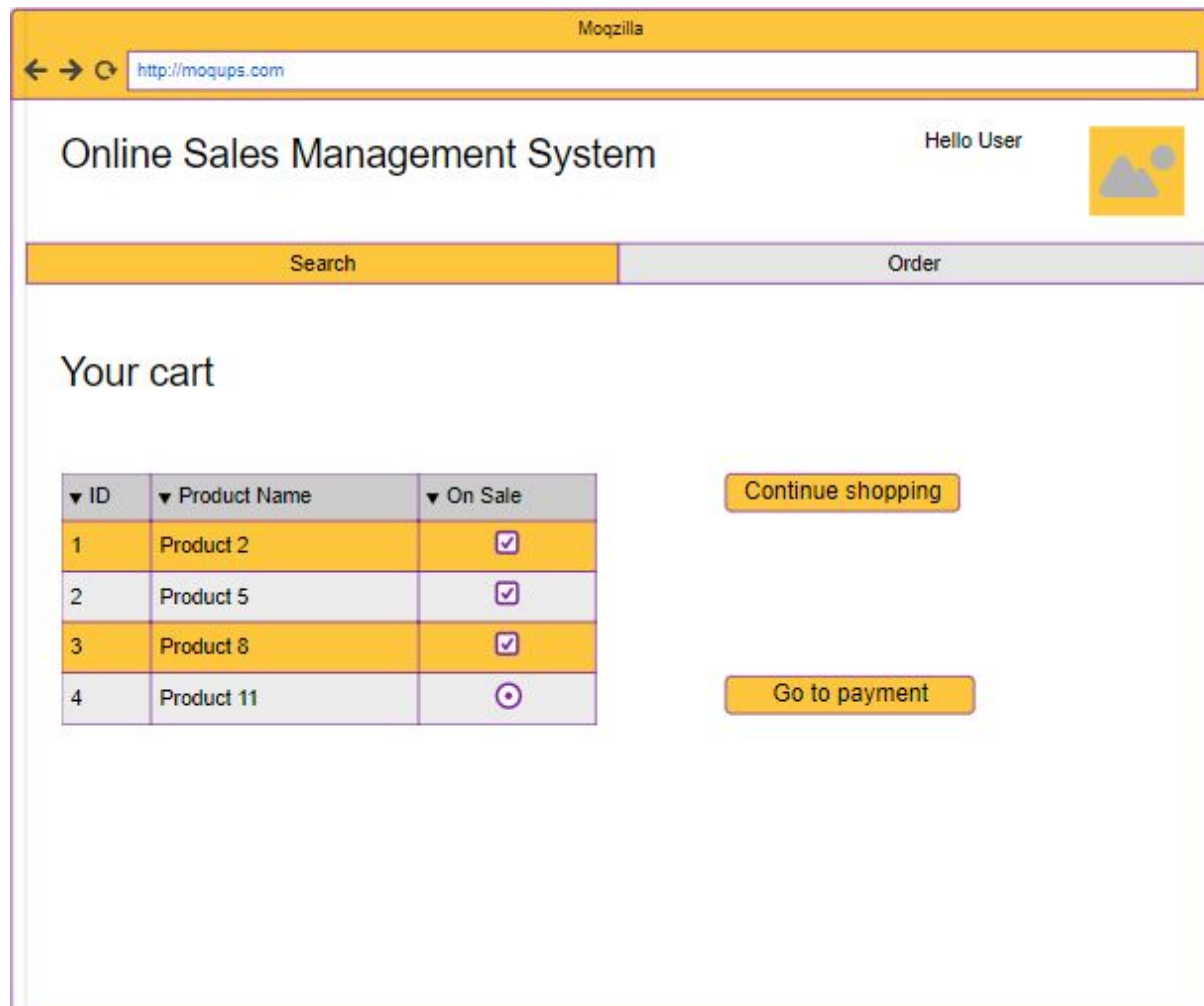 Moqzilla
http://moqups.com
Online Sales Management System
Hello User
Search
Order
Your cart
ID Product Name On Sale
1 Product 2
2 Product 5
3 Product 8
4 Product 11
Continue shopping
Go to payment